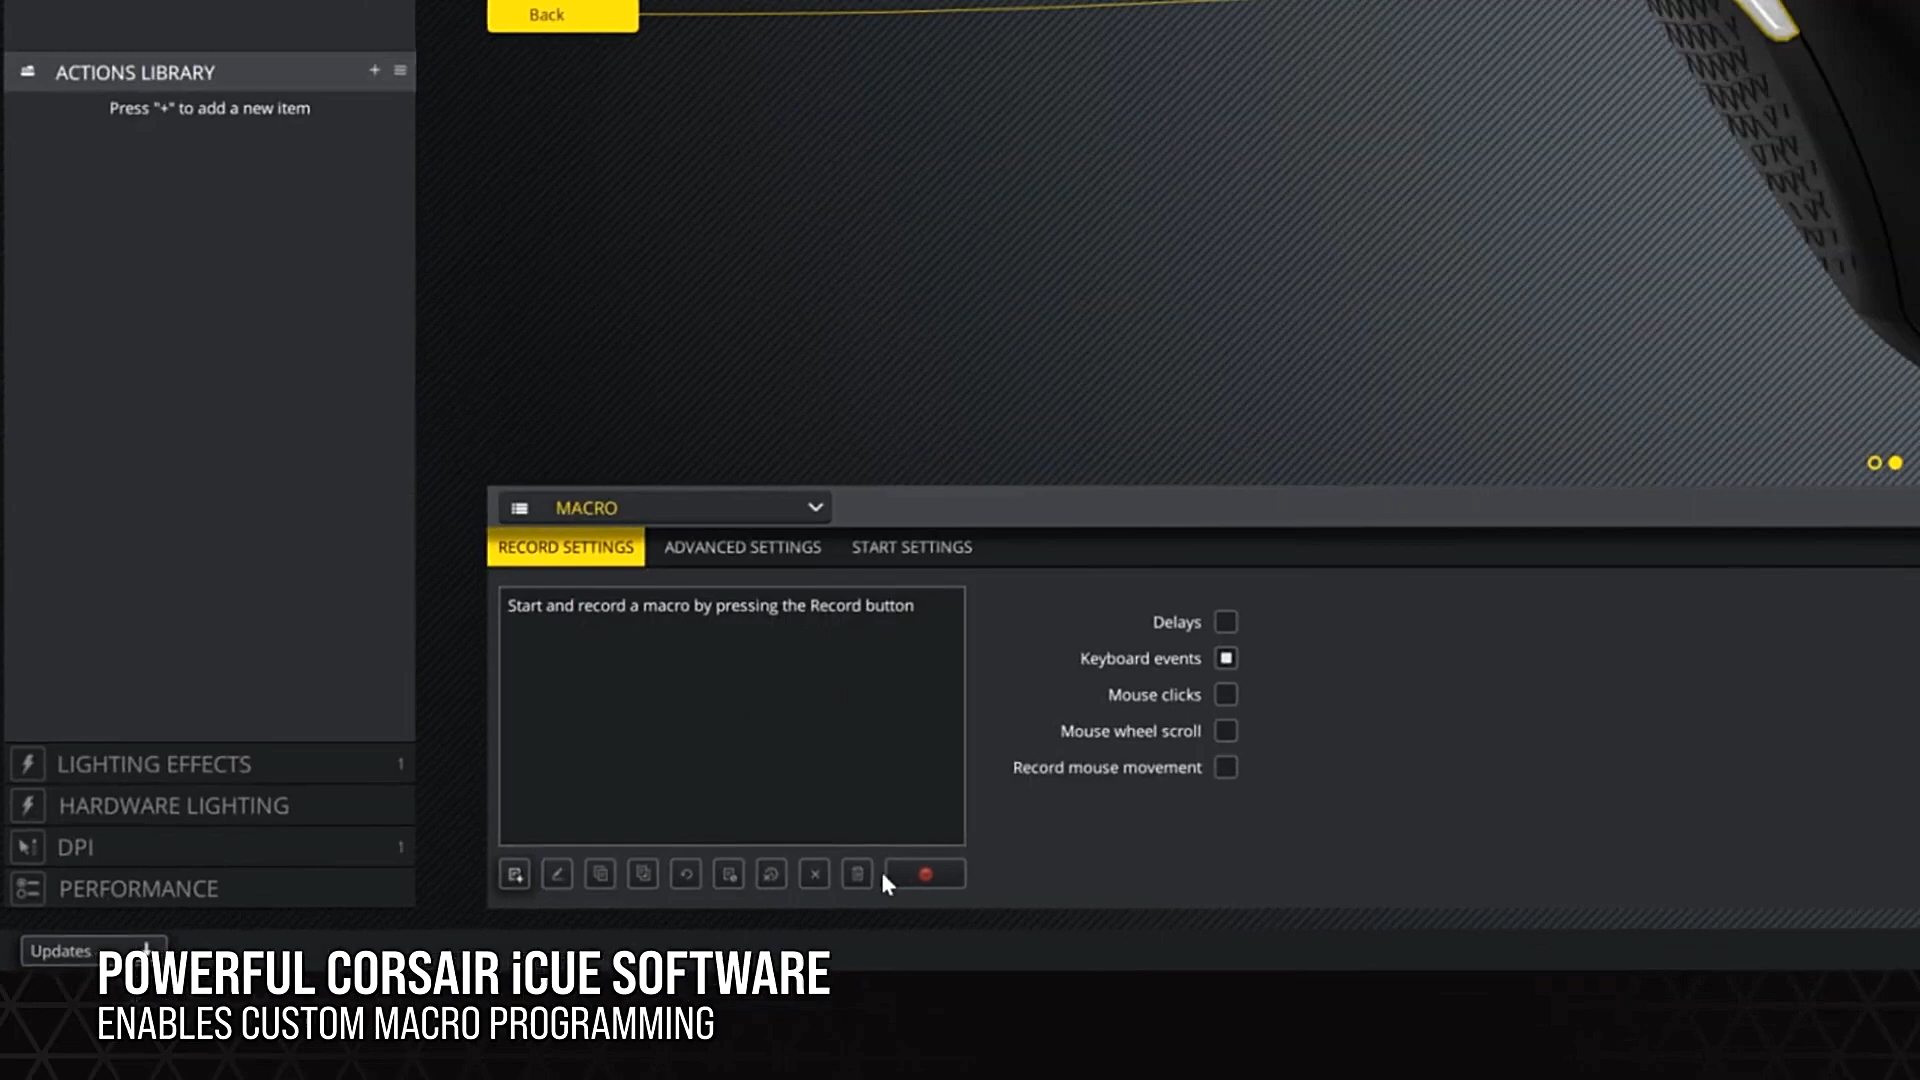 Back
ACTIONS LIBRARY
Press "+" to add a new item
MACRO
RECORD SETTINGS
ADVANCED SETTINGS
START SETTINGS
Start and record a macro by pressing the Record button
Delays
Keyboard events
Mouse clicks
Mouse wheel scroll
Record mouse movement
LIGHTING EFFECTS 1
HARDWARE LIGHTING
DPI 1
PERFORMANCE
Updates
POWERFUL CORSAIR iCUE SOFTWARE
ENABLES CUSTOM MACRO PROGRAMMING